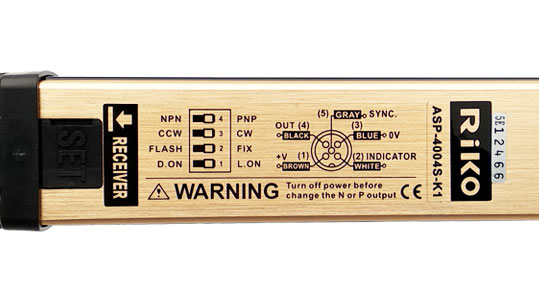 SET
RECEIVER
NPN 4 PNP
CCW 3 CW
FLASH 2 FIX
D.ON 1 L.ON
(5) GRAY SYNC.
OUT (4) (3)
BLACK BLUE 0V
+V (1) (2) INDICATOR
BROWN WHITE
WARNING
Turn off power before
change the N or P output
CE
ASP-4004S-K1
RiKO
5E12466